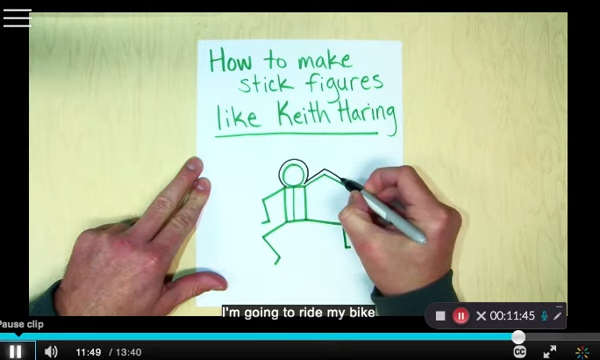 How to make
stick figures
like Keith Haring
I'm going to ride my bike
00:11:45
Pause clip
11:49 / 13:40
CC